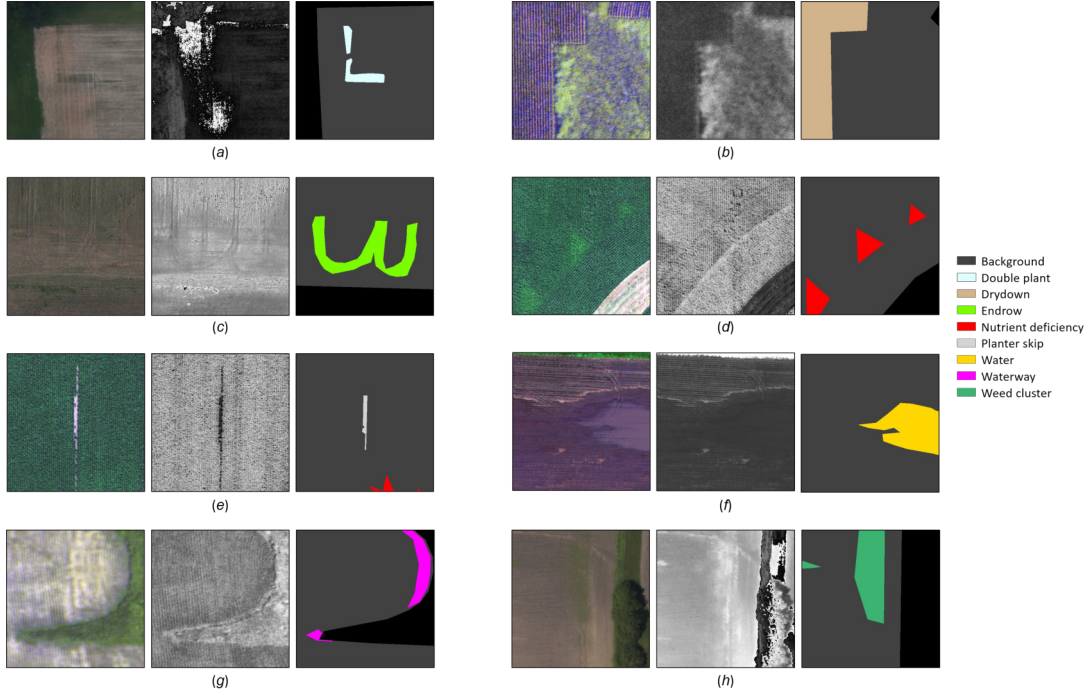 (a)
(b)
(c)
(d)
Background
Double plant
Drydown
Endrow
Nutrient deficiency
Planter skip
Water
Waterway
Weed cluster
(e)
(f)
(g)
(h)